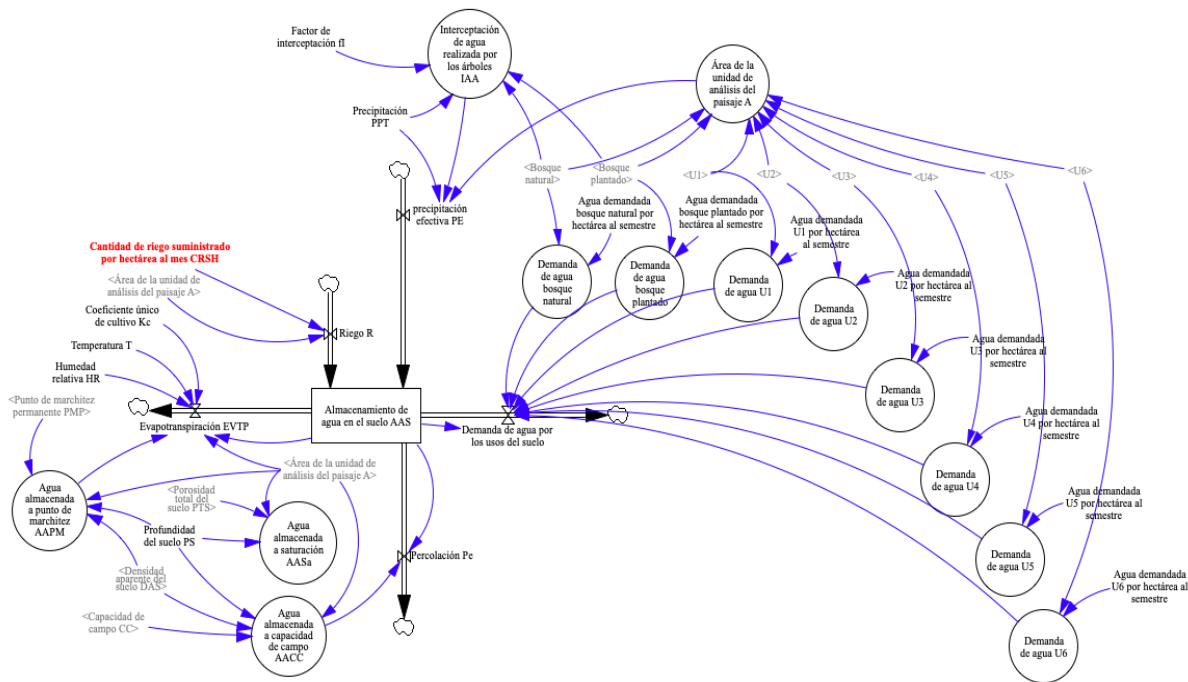 Factor de
interceptación fI
Interceptación
de agua
realizada por
los árboles
IAA
Área de la
unidad de
análisis del
paisaje A
Precipitación
PPT
<Bosque
natural>
<Bosque
plantado>
<U1>
<U2>
<U3>
<U4>
<U5>
<U6>
precipitación
efectiva PE
Agua demandada
bosque natural por
hectárea al semestre
Agua demandada
bosque plantado por
hectárea al semestre
Agua demandada
U1 por hectárea
al semestre
Agua demandada
U2 por hectárea al
semestre
Agua demandada
U3 por hectárea al
semestre
Agua demandada
U4 por hectárea al
semestre
Agua demandada
U5 por hectárea al
semestre
Agua demandada
U6 por hectárea al
semestre
Cantidad de riego suministrado
por hectárea al mes CRSH
<Área de la unidad de
análisis del paisaje A>
Coeficiente único
de cultivo Kc
Temperatura T
Humedad
relativa HR
<Punto de marchitez
permanente PMP>
Riego R
Demanda
de agua
bosque
natural
Demanda
de agua
bosque
plantado
Demanda
de agua U1
Demanda
de agua U2
Demanda
de agua
U3
Demanda
de agua U4
Demanda
de agua U5
Demanda
de agua U6
Almacenamiento de
agua en el suelo AAS
Evapotranspiración EVTP
Demanda de agua por
los usos del suelo
<Área de la unidad de
análisis del paisaje A>
Agua
almacenada
a punto de
marchitez
AAPM
<Porosidad
total del
suelo PTS>
Profundidad
del suelo PS
Agua
almacenada
a saturación
AASa
Percolación Pe
<Densidad
aparente del
suelo DAS>
<Capacidad de
campo CC>
Agua
almacenada
a capacidad
de campo
AACC